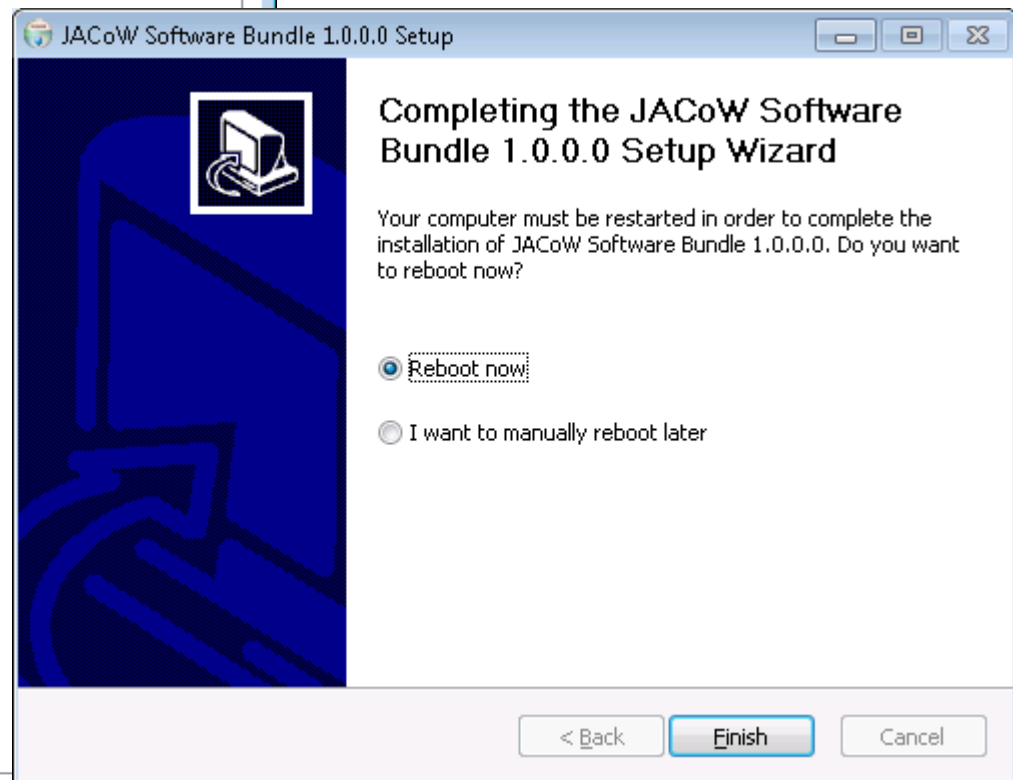 JACoW Software Bundle 1.0.0.0 Setup
Completing the JACoW Software
Bundle 1.0.0.0 Setup Wizard
Your computer must be restarted in order to complete the
installation of JACoW Software Bundle 1.0.0.0. Do you want
to reboot now?
Reboot now
I want to manually reboot later
< Back
Finish
Cancel